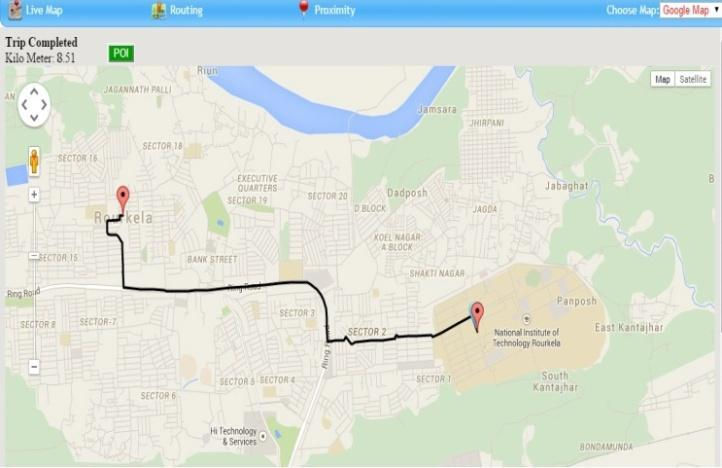 Live Map Routing Proximity Choose Map: Google Map
Trip Completed
Kilo Meter: 8.51
POI
Map Satellite
Riun
AN
JAGANNATH PALLI
Jamsara
JHIRPANI
SECTOR 18
SECTOR 16
EXECUTIVE
QUARTERS
SECTOR 19
SECTOR 20
Dadposh
Jabaghat
B
D BLOCK
JAGDA
Rourkela
KOEL NAGAR
A BLOCK
SECTOR 15
BANK STREET
SHAKTI NAGAR
Ring Road
Ring Road
Panposh
SECTOR 3
SECTOR 8
SECTOR-7
SECTOR 2
National Institute of
Technology Rourkela
East Kantajhar
Ring
SECTOR 5
SECTOR 4
SECTOR 1
South
Kantajhar
SECTOR 6
Hi Technology
& Services
BONDAMUNDA